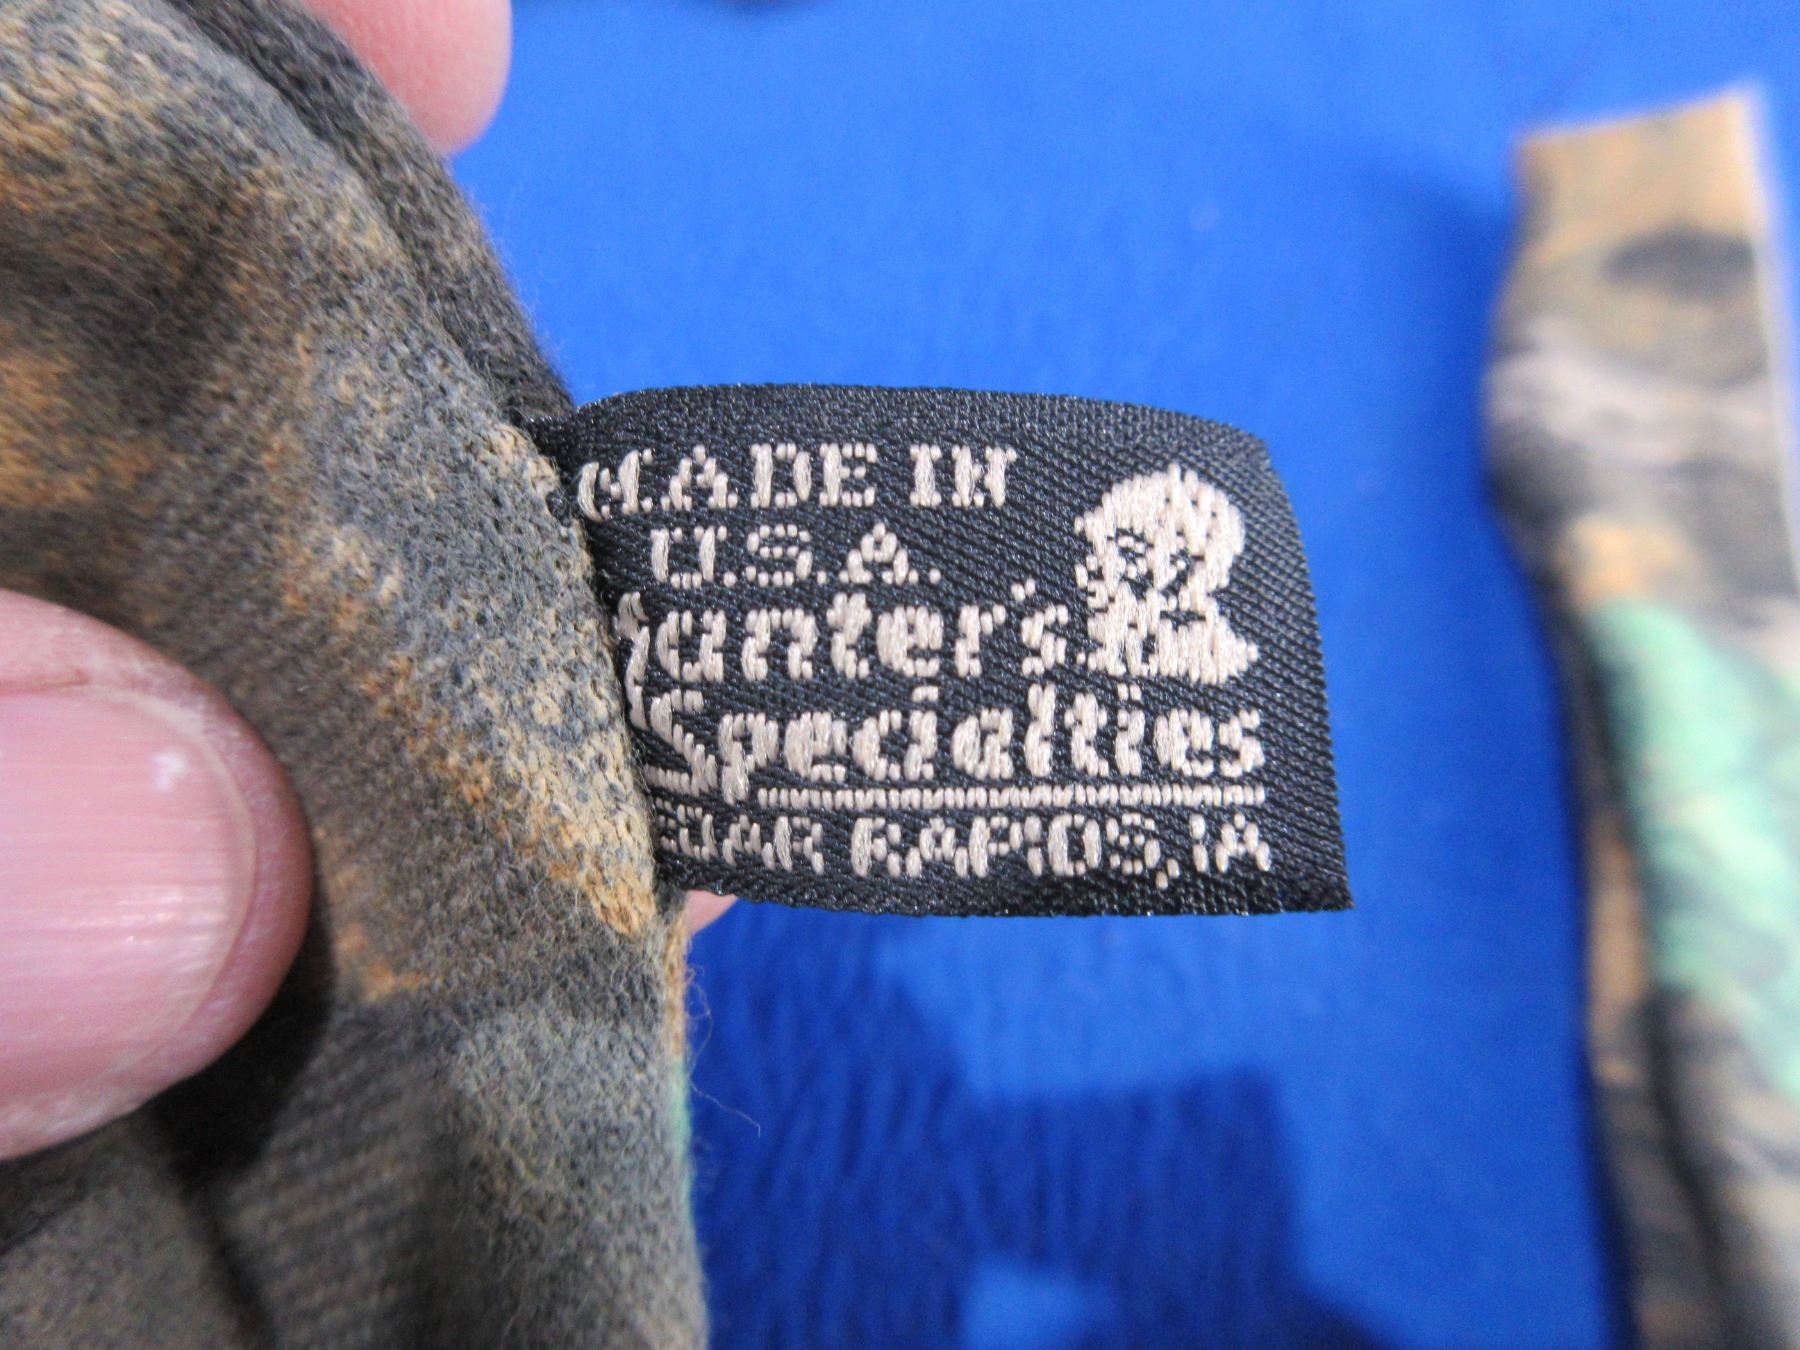 MADE IN
U.S.A.
Hunter's
Specialties
CEDAR RAPIDS, IA